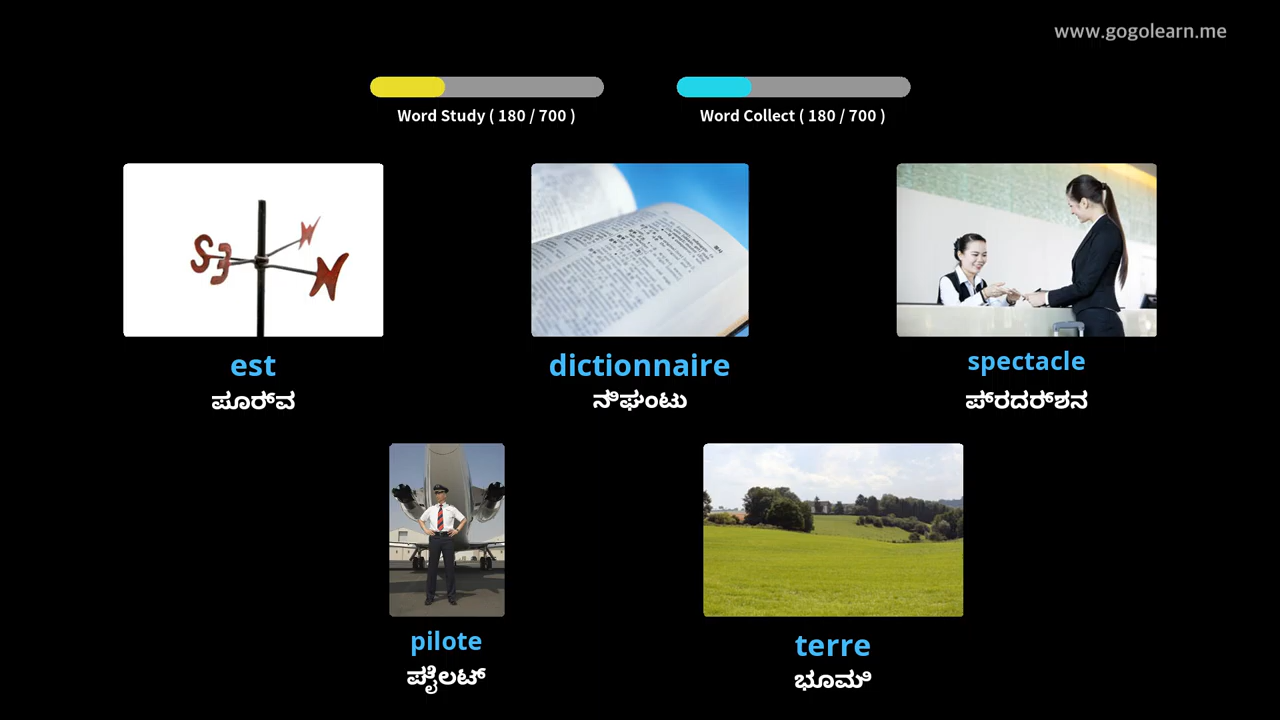 www.gogolearn.me
Word Study ( 180 / 700 )
Word Collect ( 180 / 700 )
est
ಪೂರ್ವ
dictionnaire
ನಿಘಂಟು
spectacle
ಪ್ರದರ್ಶನ
pilote
ಪೈಲಟ್
terre
ಭೂಮಿ